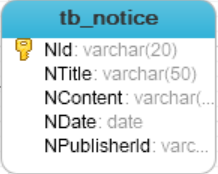 tb_notice
NId: varchar(20)
NTitle: varchar(50)
NContent: varchar(...
NDate: date
NPublisherId: varc...